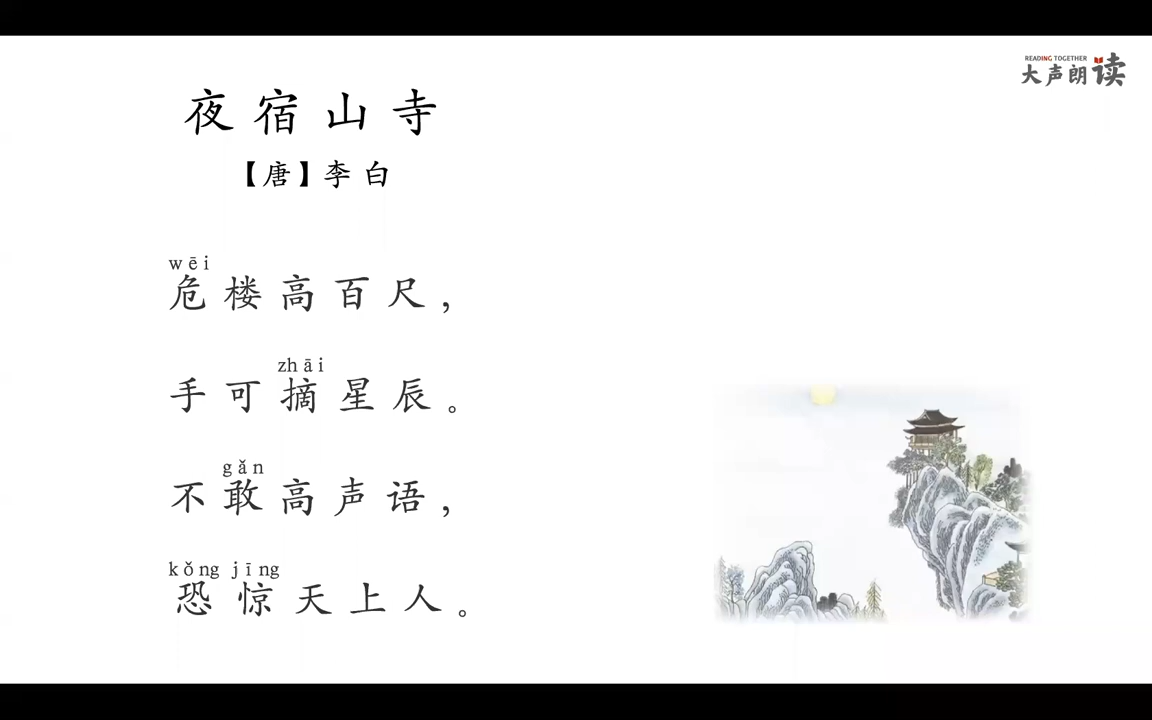 READING TOGETHER
大声朗读
夜宿山寺
【唐】李白
wēi
危楼高百尺，
zhāi
手可摘星辰。
gǎn
不敢高声语，
kǒng jīng
恐惊天上人。